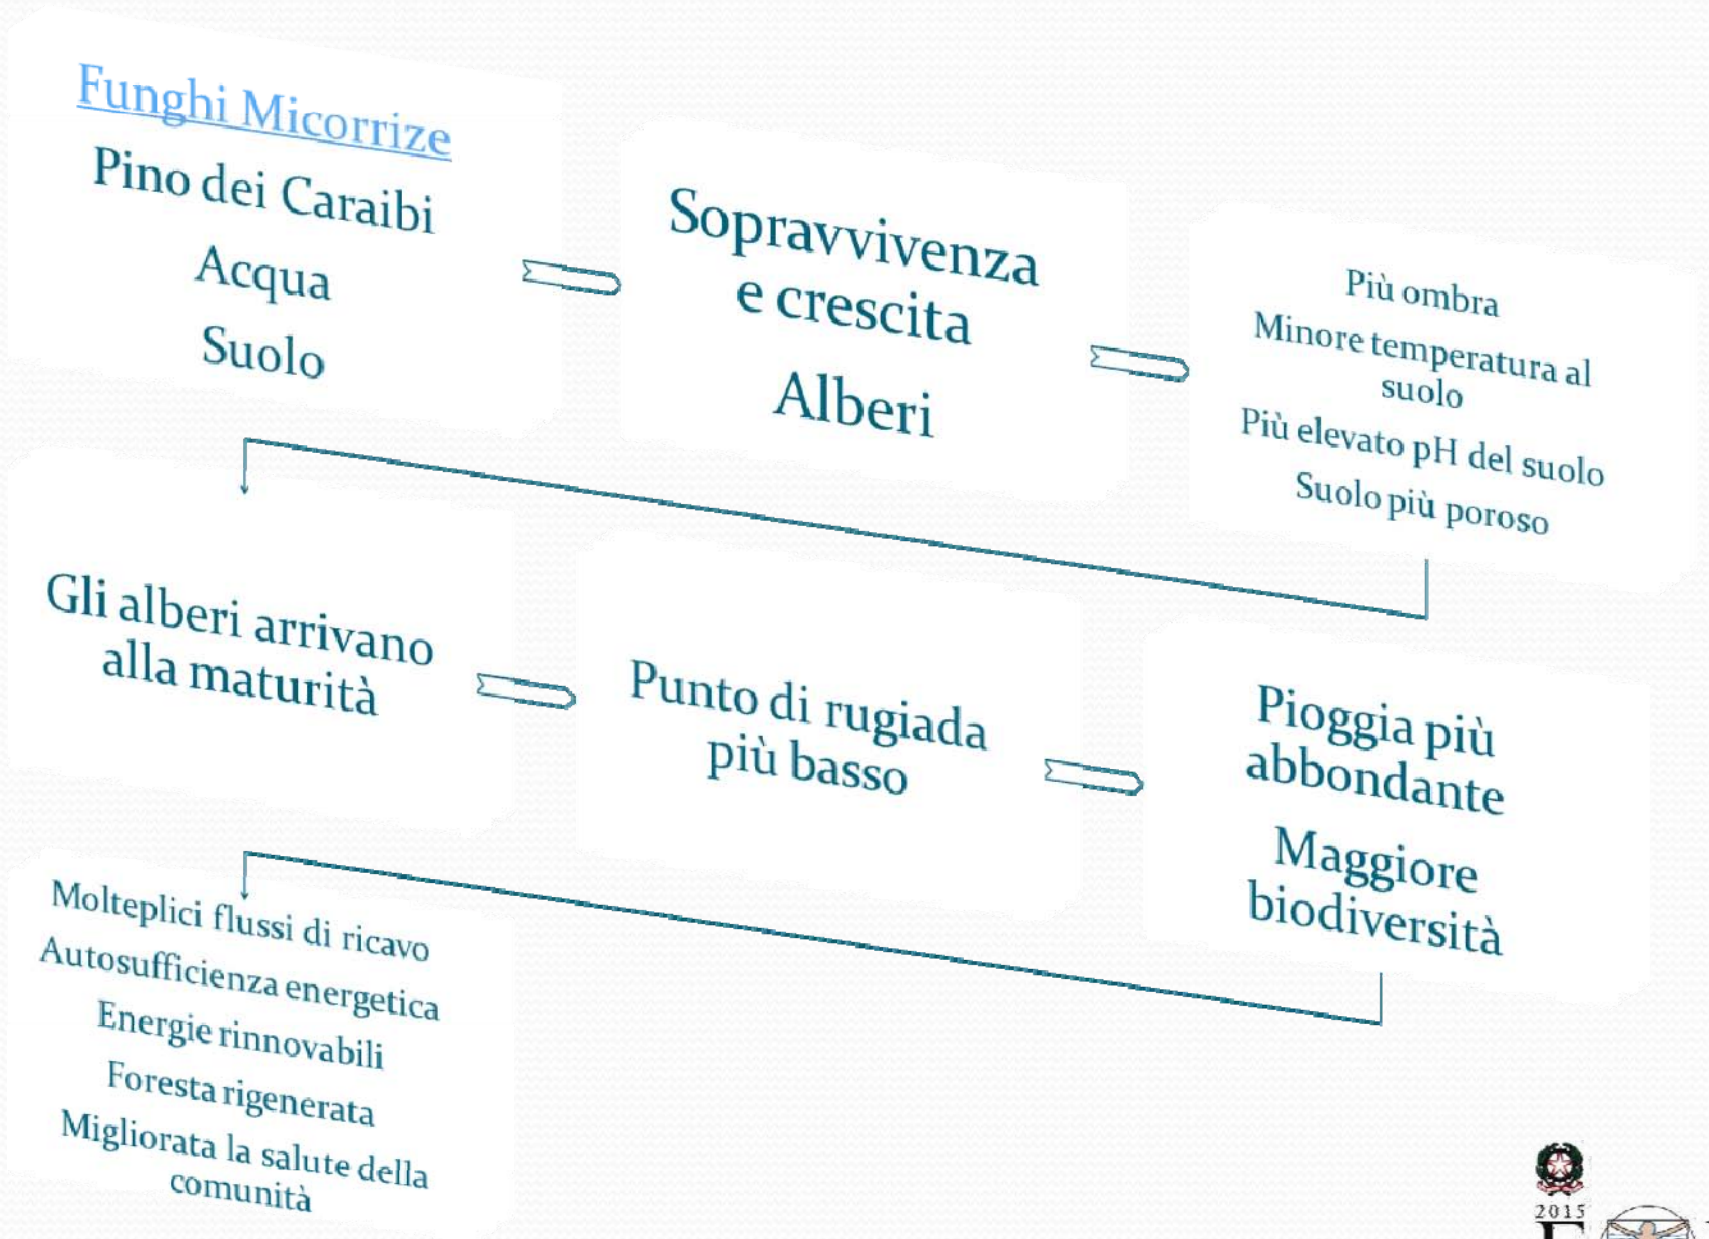 Funghi Micorrize
Pino dei Caraibi
Acqua
Suolo
Sopravvivenza
e crescita
Alberi
Più ombra
Minore temperatura al
suolo
Più elevato pH del suolo
Suolo più poroso
Gli alberi arrivano
alla maturità
Punto di rugiada
più basso
Pioggia più
abbondante
Maggiore
biodiversità
Molteplici flussi di ricavo
Autosufficienza energetica
Energie rinnovabili
Foresta rigenerata
Migliorata la salute della
comunità
2015